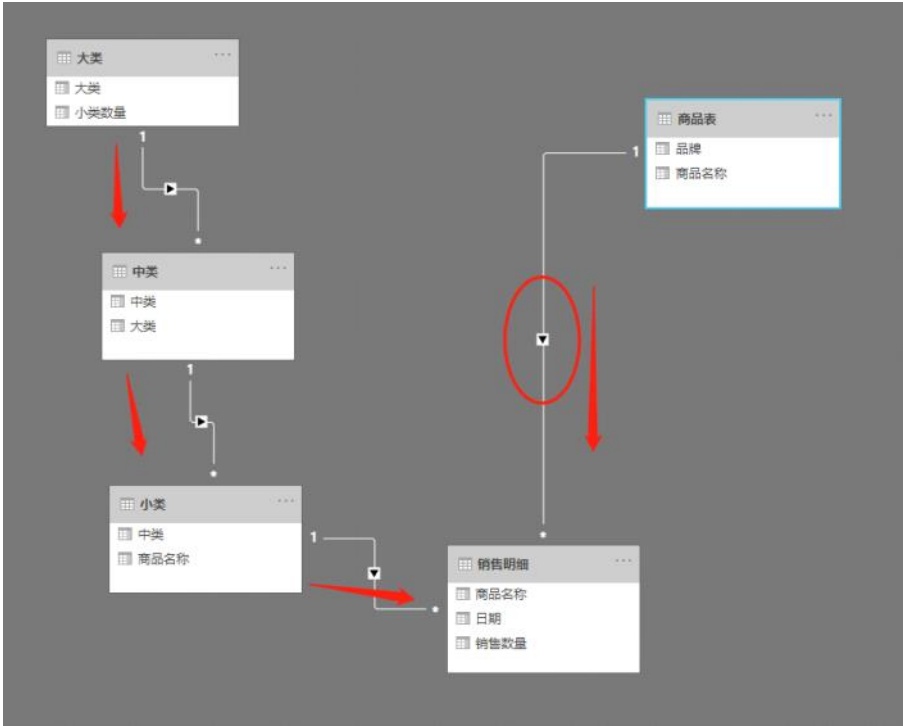 大类
大类
小类数量
1
*
中类
中类
大类
1
*
小类
中类
商品名称
1
*
商品表
品牌
商品名称
1
*
销售明细
商品名称
日期
销售数量